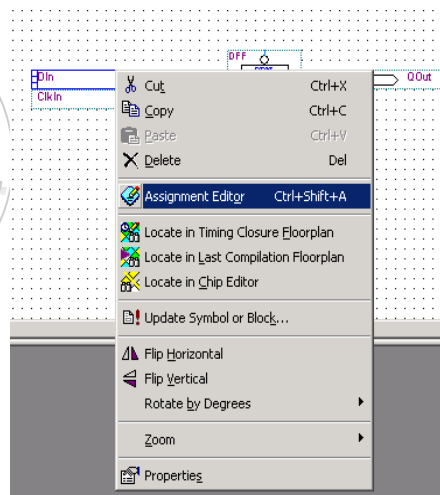 DFF
DIn
QOut
ClkIn
Cut Ctrl+X
Copy Ctrl+C
Paste Ctrl+V
Delete Del
Assignment Editor Ctrl+Shift+A
Locate in Timing Closure Floorplan
Locate in Last Compilation Floorplan
Locate in Chip Editor
Update Symbol or Block...
Flip Horizontal
Flip Vertical
Rotate by Degrees
Zoom
Properties